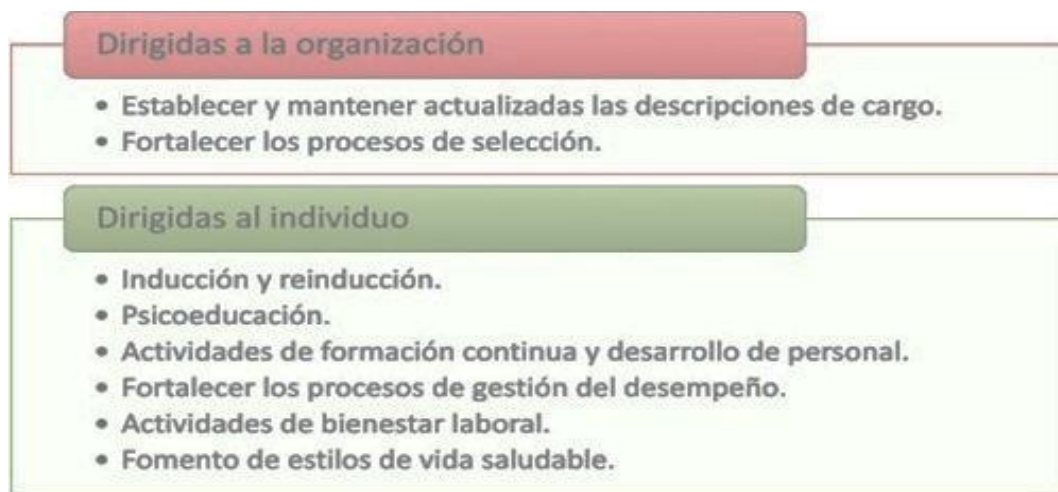 Dirigidas a la organización
• Establecer y mantener actualizadas las descripciones de cargo.
• Fortalecer los procesos de selección.
Dirigidas al individuo
• Inducción y reinducción.
• Psicoeducación.
• Actividades de formación continua y desarrollo de personal.
• Fortalecer los procesos de gestión del desempeño.
• Actividades de bienestar laboral.
• Fomento de estilos de vida saludable.